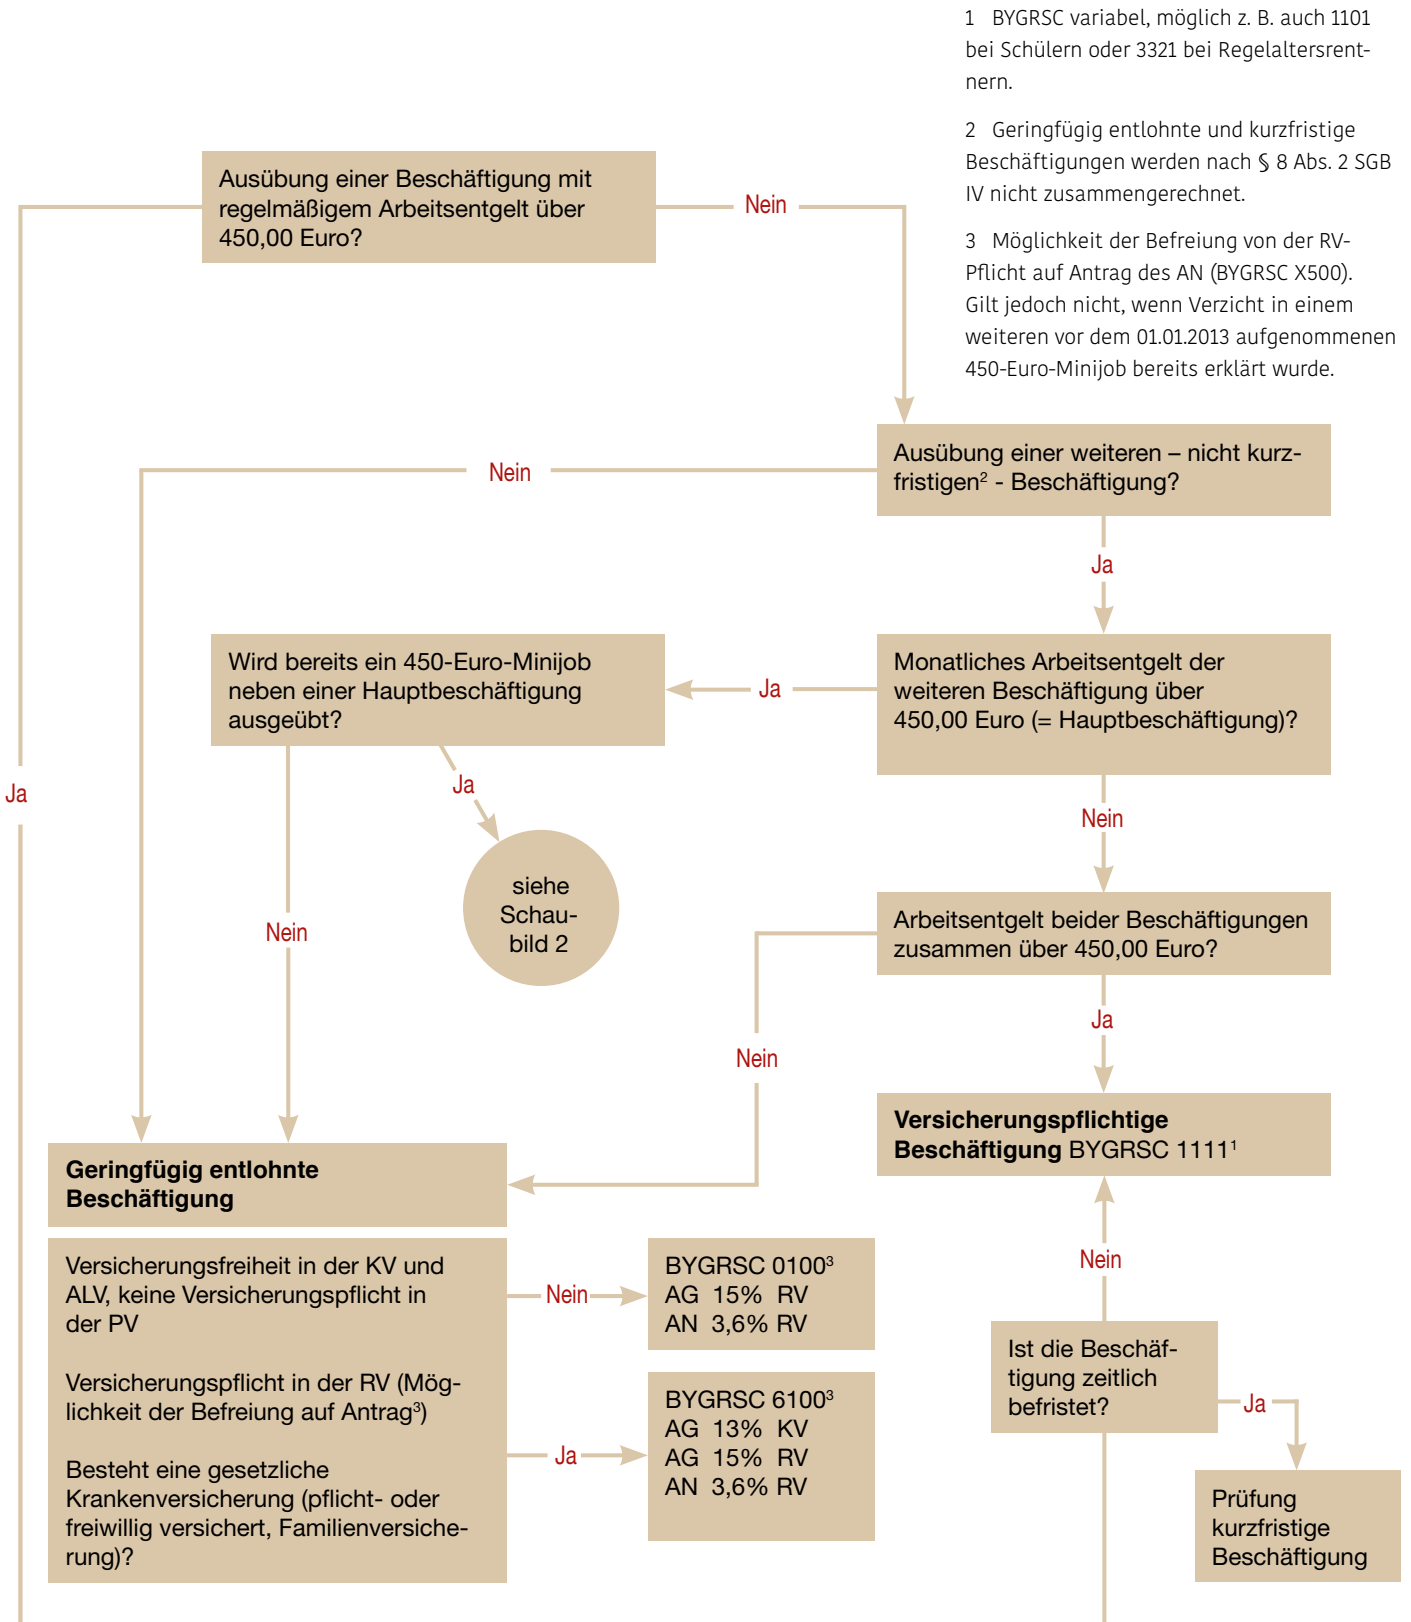 1 BYGRSC variabel, möglich z. B. auch 1101
bei Schülern oder 3321 bei Regelaltersrent-
nern.
2 Geringfügig entlohnte und kurzfristige
Beschäftigungen werden nach § 8 Abs. 2 SGB
IV nicht zusammengerechnet.
3 Möglichkeit der Befreiung von der RV-
Pflicht auf Antrag des AN (BYGRSC X500).
Gilt jedoch nicht, wenn Verzicht in einem
weiteren vor dem 01.01.2013 aufgenommenen
450-Euro-Minijob bereits erklärt wurde.
Ausübung einer Beschäftigung mit
regelmäßigem Arbeitsentgelt über
450,00 Euro?
Nein
Ausübung einer weiteren – nicht kurz-
fristigen² - Beschäftigung?
Nein
Ja
Wird bereits ein 450-Euro-Minijob
neben einer Hauptbeschäftigung
ausgeübt?
Ja
Monatliches Arbeitsentgelt der
weiteren Beschäftigung über
450,00 Euro (= Hauptbeschäftigung)?
Ja
Ja
Nein
siehe
Schau-
bild 2
Nein
Arbeitsentgelt beider Beschäftigungen
zusammen über 450,00 Euro?
Ja
Nein
Versicherungspflichtige
Beschäftigung BYGRSC 1111¹
Geringfügig entlohnte
Beschäftigung
Versicherungsfreiheit in der KV und
ALV, keine Versicherungspflicht in
der PV
Versicherungspflicht in der RV (Mög-
lichkeit der Befreiung auf Antrag³)
Besteht eine gesetzliche
Krankenversicherung (pflicht- oder
freiwillig versichert, Familienversiche-
rung)?
Nein
BYGRSC 0100³
AG 15% RV
AN 3,6% RV
Ja
BYGRSC 6100³
AG 13% KV
AG 15% RV
AN 3,6% RV
Nein
Ist die Beschäf-
tigung zeitlich
befristet?
Ja
Prüfung
kurzfristige
Beschäftigung